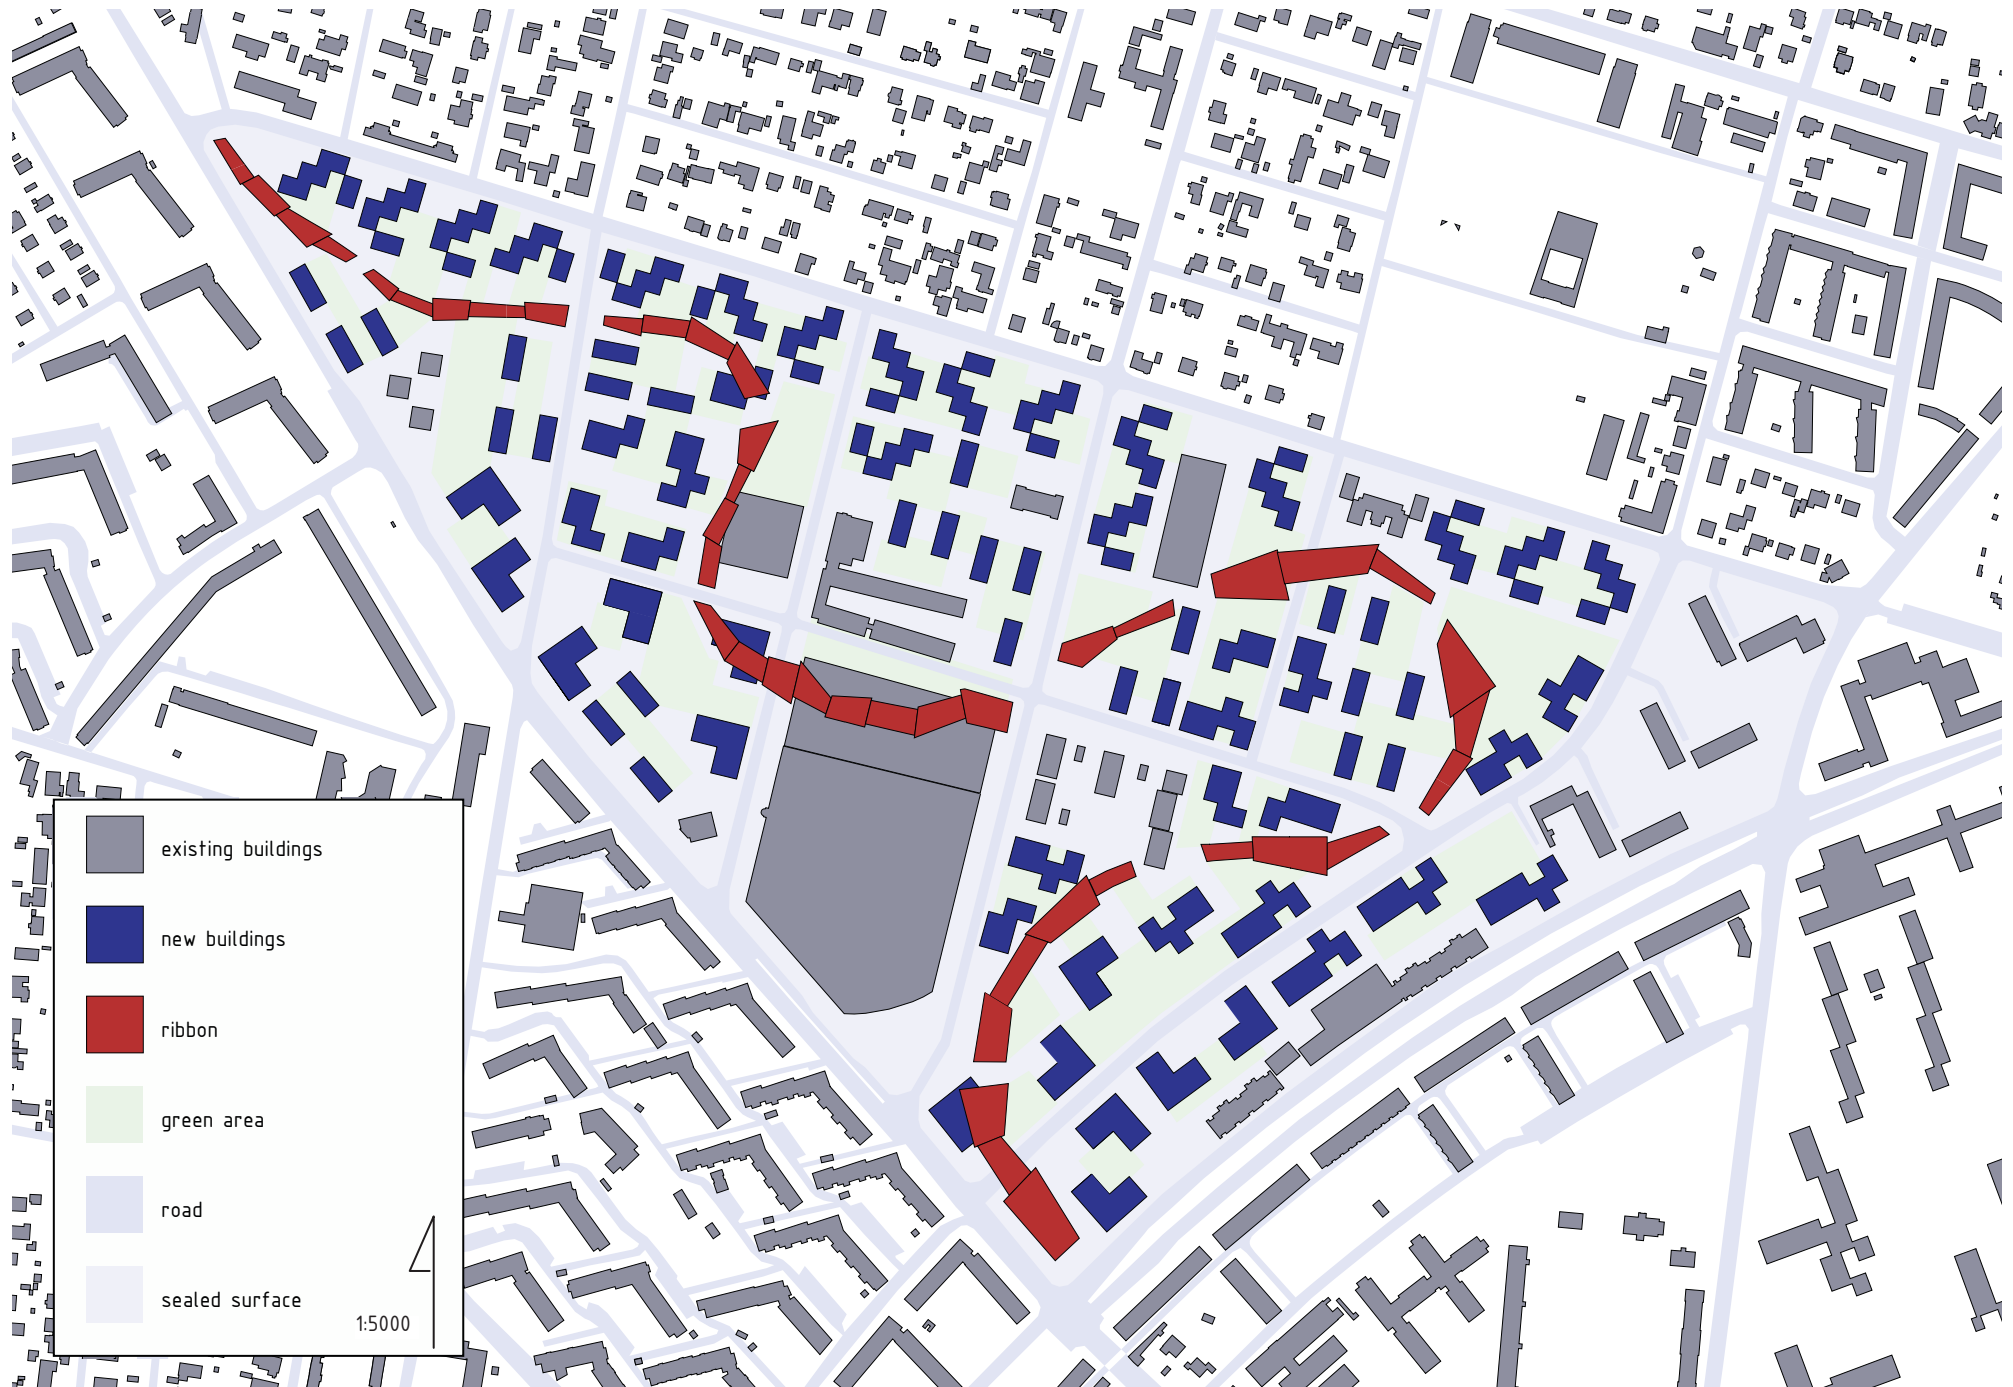 existing buildings
new buildings
ribbon
green area
road
sealed surface
1:5000